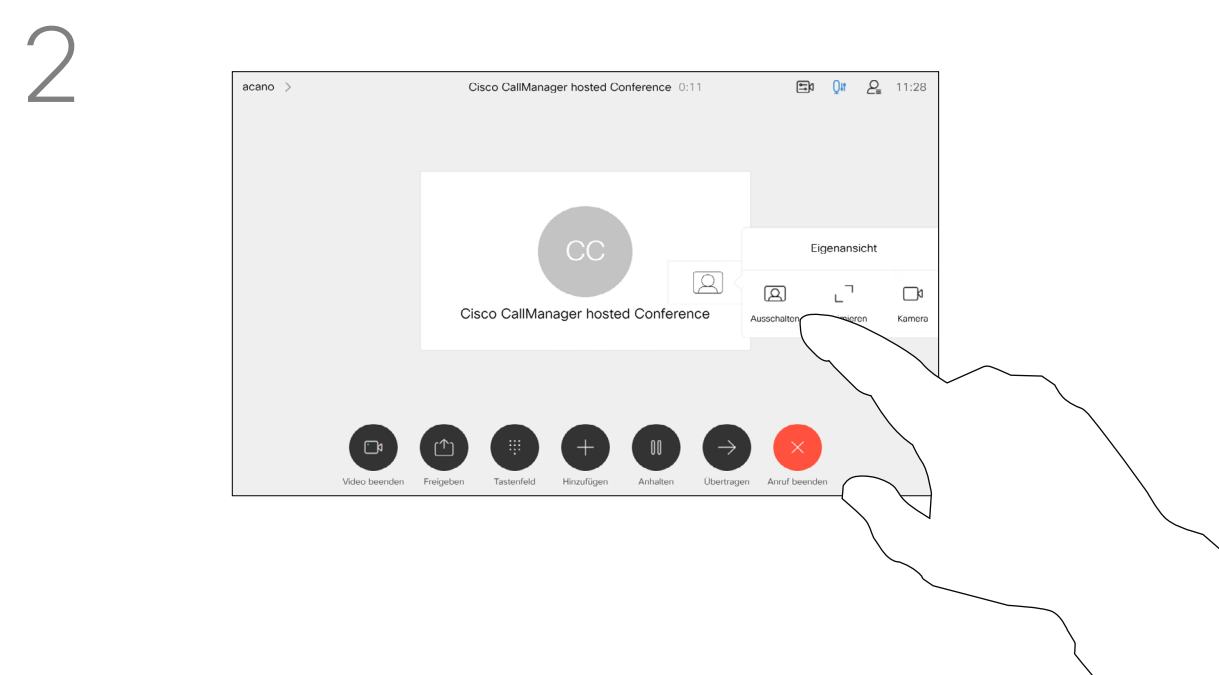 2
acano
Cisco CallManager hosted Conference 0:11
11:28
CC
Cisco CallManager hosted Conference
Eigenansicht
Ausschalten
Kamera
Video beenden
Freigeben
Tastenfeld
Hinzufügen
Anhalten
Übertragen
Anruf beenden